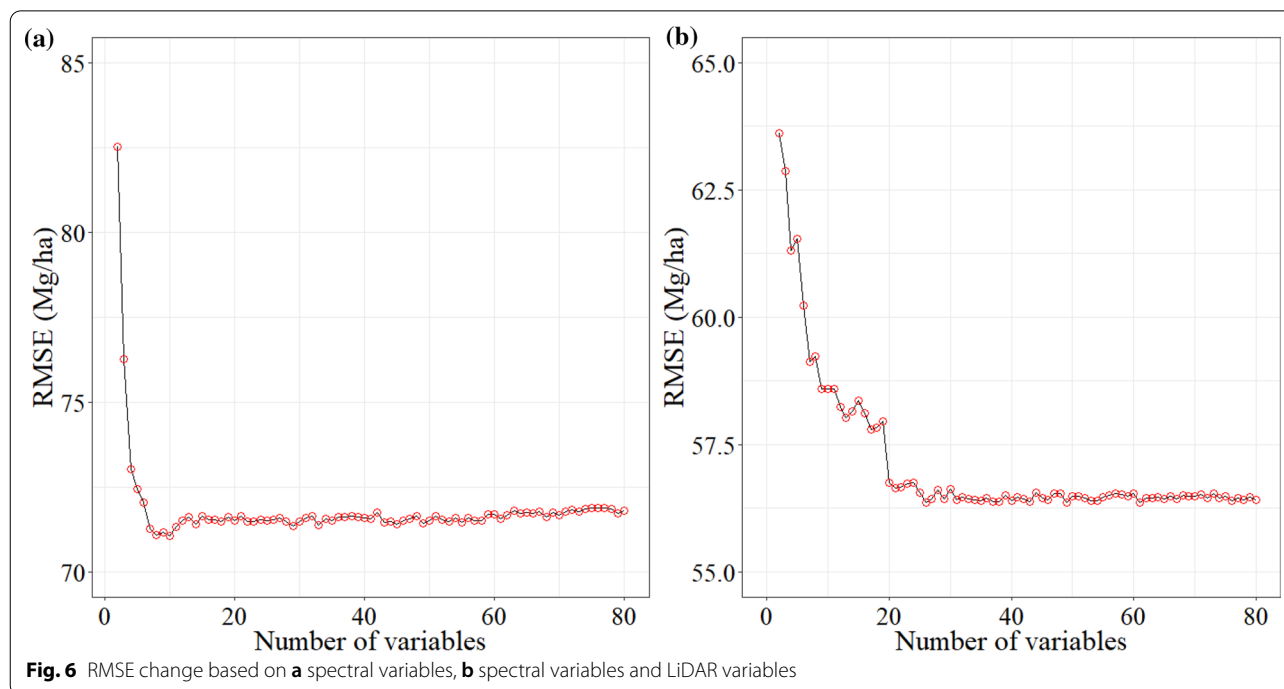 (a)
85
80
75
70
RMSE (Mg/ha)
0 20 40 60 80
Number of variables
(b)
65.0
62.5
60.0
57.5
55.0
RMSE (Mg/ha)
0 20 40 60 80
Number of variables
Fig. 6 RMSE change based on a spectral variables, b spectral variables and LiDAR variables